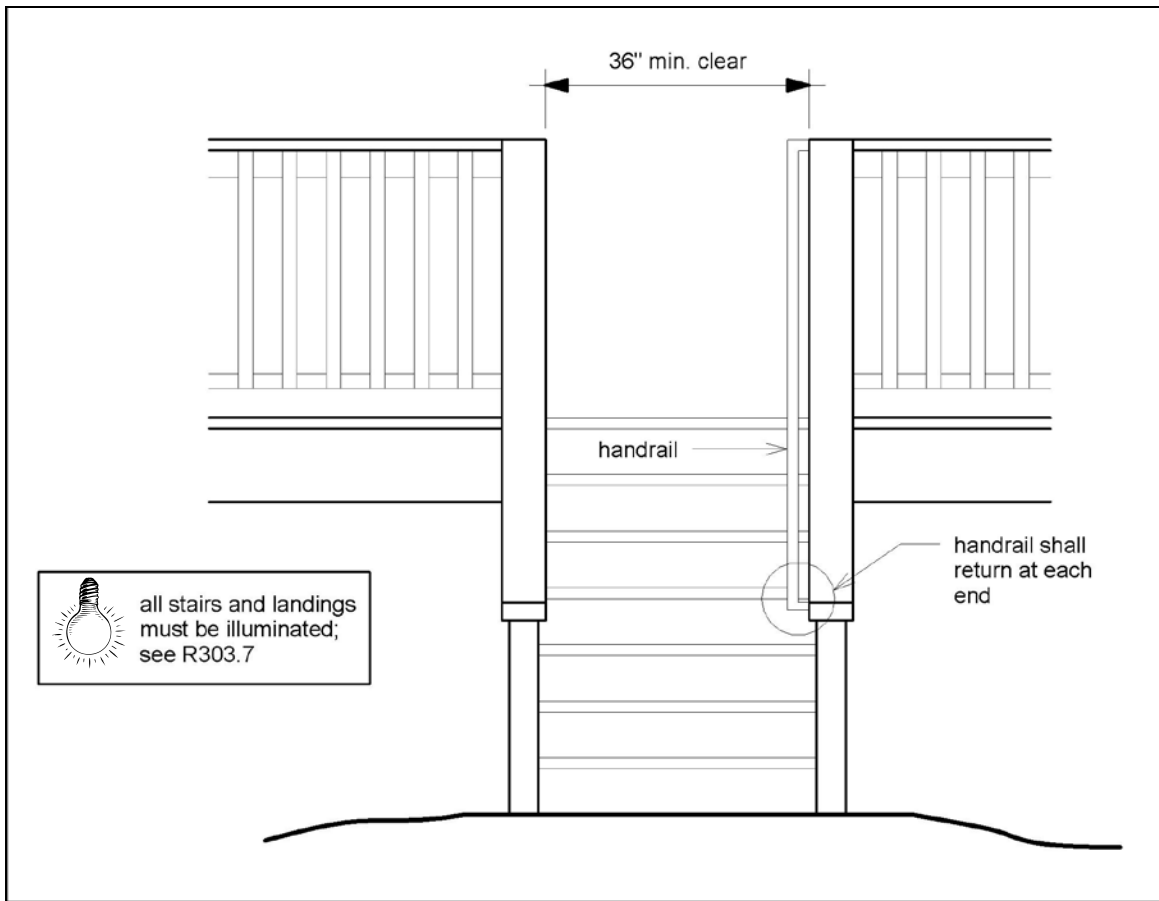 36" min. clear
handrail
handrail shall
return at each
end
all stairs and landings
must be illuminated;
see R303.7